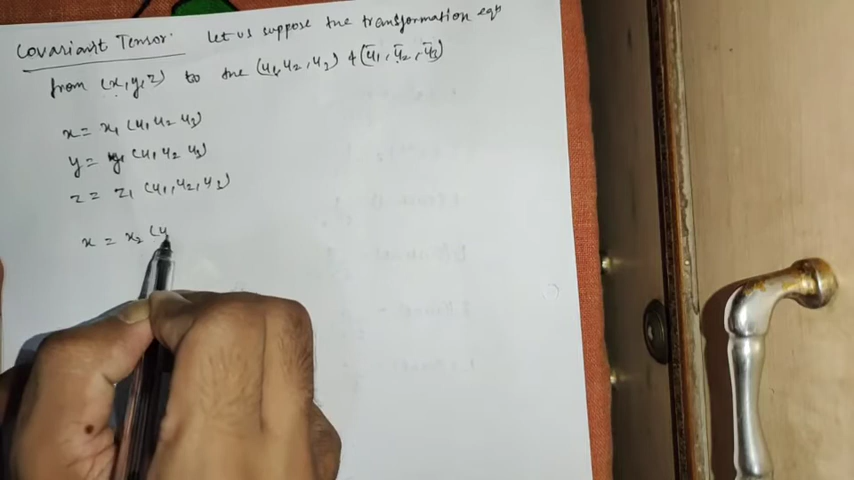 Covariant Tensor. Let us suppose the transformation eqn
from (x, y, z) to the (u1, u2, u3) & (ū1, ū2, ū3)
x = x1 (u1 u2 u3)
y = y1 (u1 u2 u3)
z = z1 (u1, u2, u3)
x = x2 (u